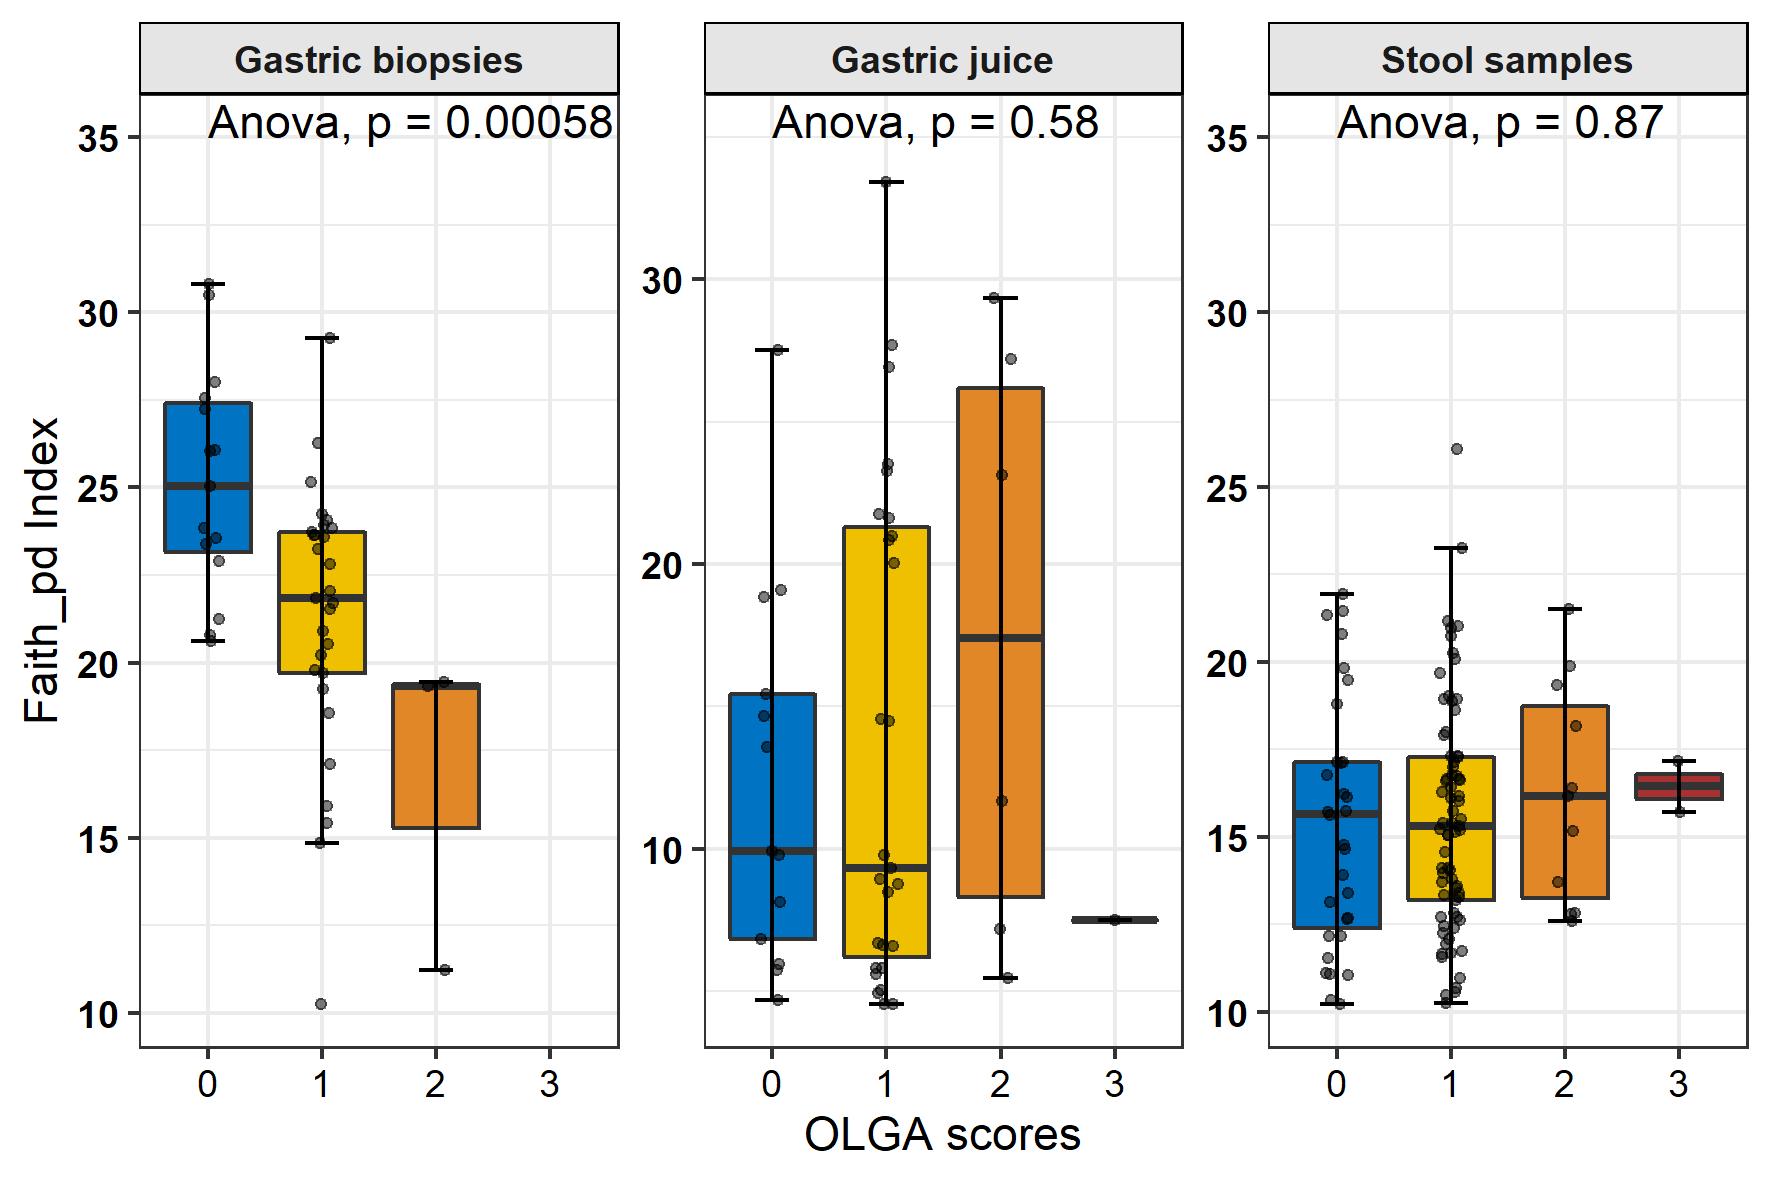 Gastric biopsies
Gastric juice
Stool samples
Anova, p = 0.00058
Anova, p = 0.58
Anova, p = 0.87
Faith_pd Index
35
30
25
20
15
10
30
20
10
35
30
25
20
15
10
0 1 2 3
0 1 2 3
0 1 2 3
OLGA scores